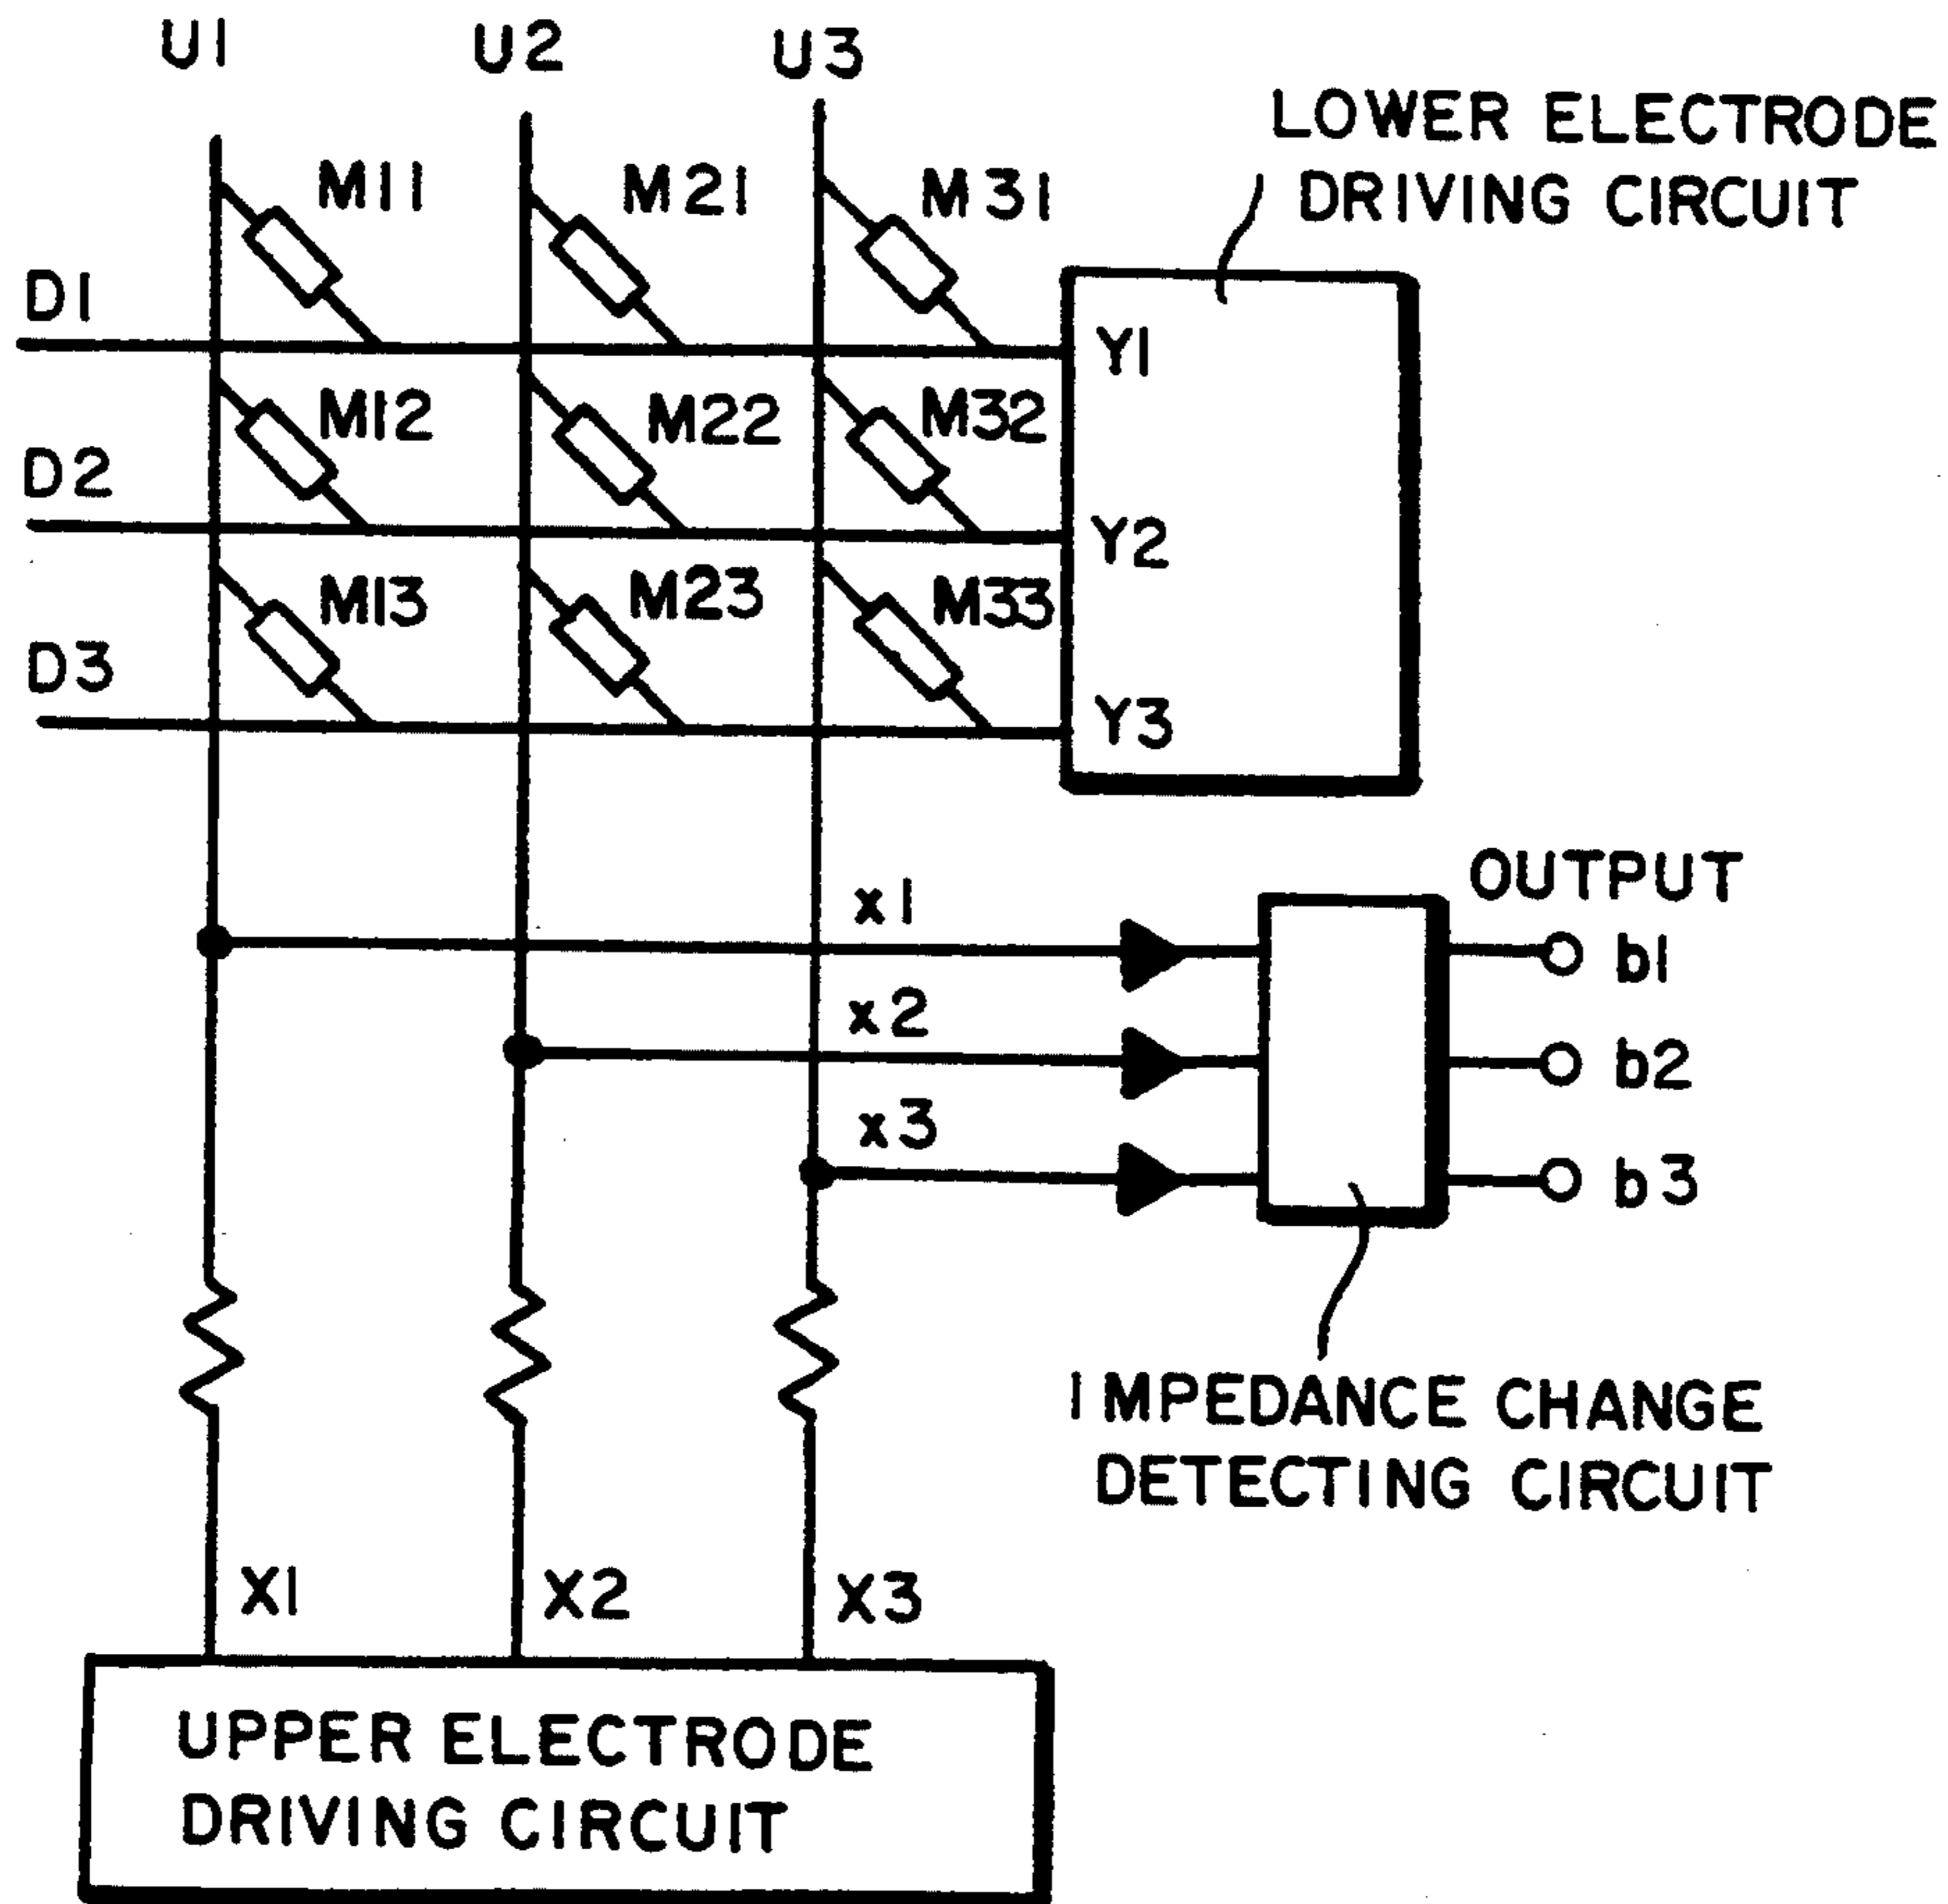 U1 U2 U3
LOWER ELECTRODE
DRIVING CIRCUIT
M11 M21 M31
D1
Y1
M12 M22 M32
D2
Y2
M13 M23 M33
D3
Y3
OUTPUT
x1
b1
x2
b2
x3
b3
IMPEDANCE CHANGE
DETECTING CIRCUIT
X1 X2 X3
UPPER ELECTRODE
DRIVING CIRCUIT